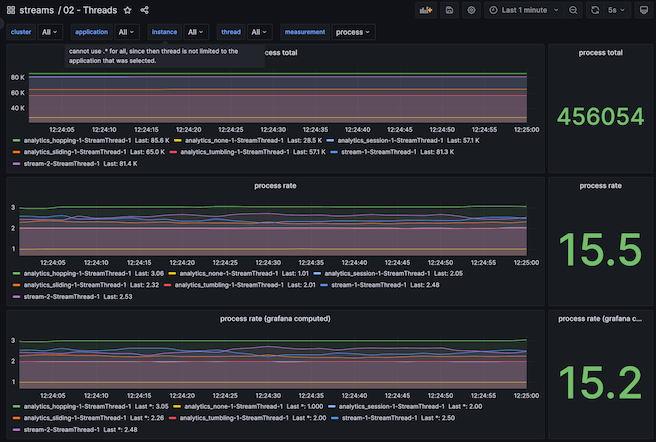 streams / 02 - Threads
Last 1 minute
5s
cluster All application All instance All thread All measurement process
cannot use .* for all, since then thread is not limited to the
application that was selected.
cess total
80 K
60 K
40 K
12:24:05 12:24:10 12:24:15 12:24:20 12:24:25 12:24:30 12:24:35 12:24:40 12:24:45 12:24:50 12:24:55 12:25:00
analytics_hopping-1-StreamThread-1 Last: 85.6 K analytics_none-1-StreamThread-1 Last: 28.5 K analytics_session-1-StreamThread-1 Last: 57.1 K
analytics_sliding-1-StreamThread-1 Last: 65.0 K analytics_tumbling-1-StreamThread-1 Last: 57.1 K stream-1-StreamThread-1 Last: 81.3 K
stream-2-StreamThread-1 Last: 81.4 K
process total
456054
process rate
3
2
1
12:24:05 12:24:10 12:24:15 12:24:20 12:24:25 12:24:30 12:24:35 12:24:40 12:24:45 12:24:50 12:24:55 12:25:00
analytics_hopping-1-StreamThread-1 Last: 3.06 analytics_none-1-StreamThread-1 Last: 1.01 analytics_session-1-StreamThread-1 Last: 2.05
analytics_sliding-1-StreamThread-1 Last: 2.32 analytics_tumbling-1-StreamThread-1 Last: 2.01 stream-1-StreamThread-1 Last: 2.48
stream-2-StreamThread-1 Last: 2.53
process rate
15.5
process rate (grafana computed)
3
2
1
12:24:05 12:24:10 12:24:15 12:24:20 12:24:25 12:24:30 12:24:35 12:24:40 12:24:45 12:24:50 12:24:55 12:25:00
analytics_hopping-1-StreamThread-1 Last *: 3.05 analytics_none-1-StreamThread-1 Last *: 1.000 analytics_session-1-StreamThread-1 Last *: 2.00
analytics_sliding-1-StreamThread-1 Last *: 2.26 analytics_tumbling-1-StreamThread-1 Last *: 2.00 stream-1-StreamThread-1 Last *: 2.50
stream-2-StreamThread-1 Last *: 2.48
process rate (grafana c...
15.2